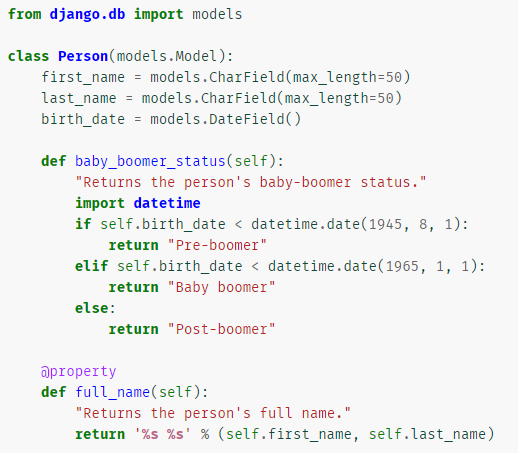 from django.db import models

class Person(models.Model):
    first_name = models.CharField(max_length=50)
    last_name = models.CharField(max_length=50)
    birth_date = models.DateField()

    def baby_boomer_status(self):
        "Returns the person's baby-boomer status."
        import datetime
        if self.birth_date < datetime.date(1945, 8, 1):
            return "Pre-boomer"
        elif self.birth_date < datetime.date(1965, 1, 1):
            return "Baby boomer"
        else:
            return "Post-boomer"

    @property
    def full_name(self):
        "Returns the person's full name."
        return '%s %s' % (self.first_name, self.last_name)